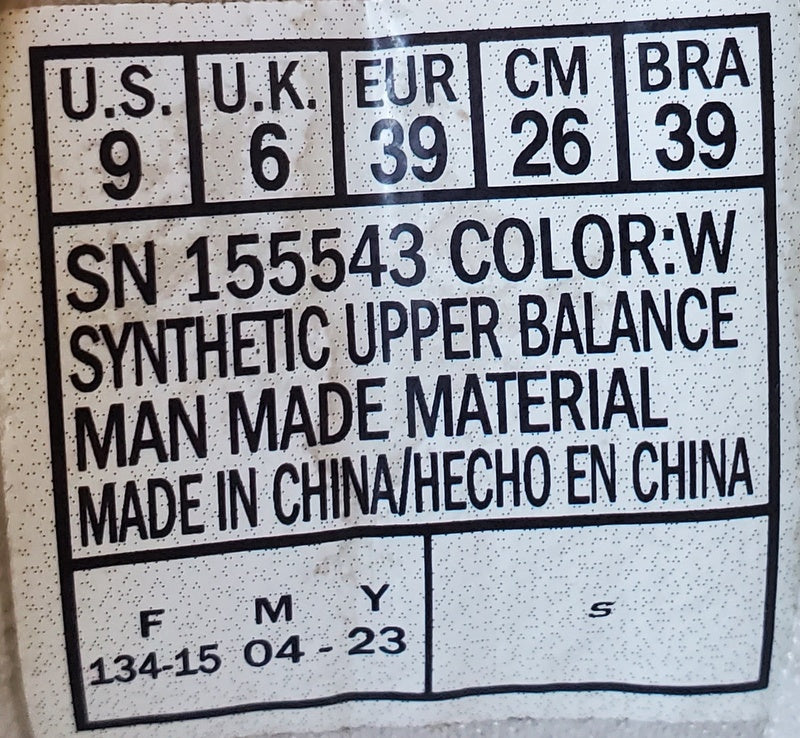 U.S. U.K. EUR CM BRA
9 6 39 26 39
SN 155543 COLOR:W
SYNTHETIC UPPER BALANCE
MAN MADE MATERIAL
MADE IN CHINA/HECHO EN CHINA
F M Y
134-15 04 - 23
S